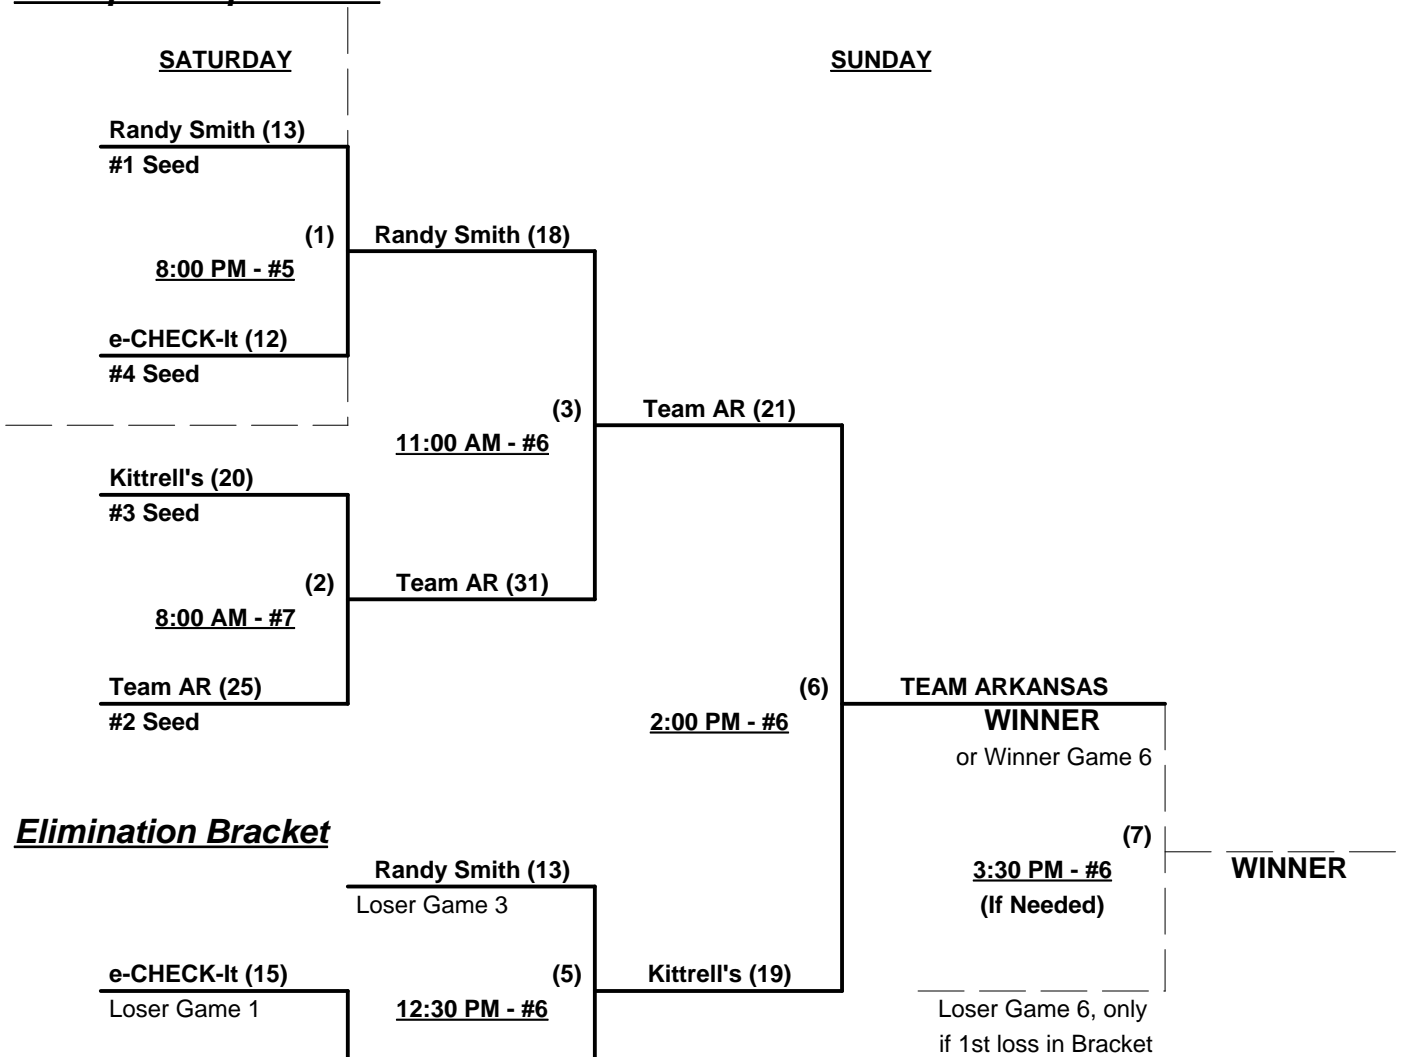 SATURDAY
SUNDAY
Randy Smith (13)
#1 Seed
(1)
Randy Smith (18)
8:00 PM - #5
e-CHECK-It (12)
#4 Seed
(3)
Team AR (21)
11:00 AM - #6
Kittrell's (20)
#3 Seed
(2)
Team AR (31)
8:00 AM - #7
Team AR (25)
#2 Seed
(6)
TEAM ARKANSAS
2:00 PM - #6
WINNER
or Winner Game 6
Elimination Bracket
(7)
Randy Smith (13)
3:30 PM - #6
WINNER
Loser Game 3
(If Needed)
e-CHECK-It (15)
(5)
Kittrell's (19)
Loser Game 1
12:30 PM - #6
Loser Game 6, only
if 1st loss in Bracket